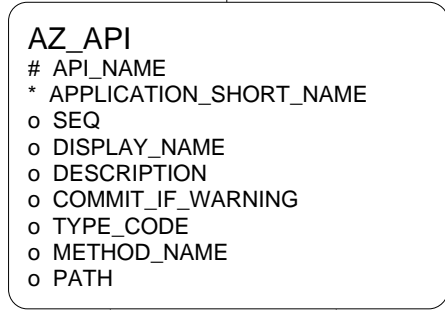 AZ_API
# API_NAME
* APPLICATION_SHORT_NAME
o SEQ
o DISPLAY_NAME
o DESCRIPTION
o COMMIT_IF_WARNING
o TYPE_CODE
o METHOD_NAME
o PATH